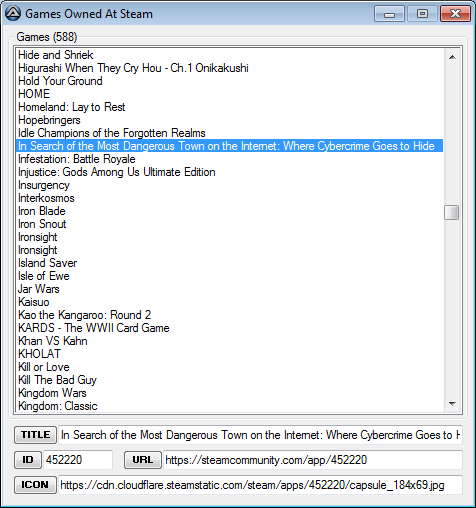 Games Owned At Steam
Games (588)
Hide and Shriek
Higurashi When They Cry Hou - Ch.1 Onikakushi
Hold Your Ground
HOME
Homeland: Lay to Rest
Hopebringers
Idle Champions of the Forgotten Realms
In Search of the Most Dangerous Town on the Internet: Where Cybercrime Goes to Hide
Infestation: Battle Royale
Injustice: Gods Among Us Ultimate Edition
Insurgency
Interkosmos
Iron Blade
Iron Snout
Ironsight
Ironsight
Island Saver
Isle of Ewe
Jar Wars
Kaisuo
Kao the Kangaroo: Round 2
KARDS - The WWII Card Game
Khan VS Kahn
KHOLAT
Kill or Love
Kill The Bad Guy
Kingdom Wars
Kingdom: Classic
TITLE In Search of the Most Dangerous Town on the Internet: Where Cybercrime Goes to H
ID 452220 URL https://steamcommunity.com/app/452220
ICON https://cdn.cloudflare.steamstatic.com/steam/apps/452220/capsule_184x69.jpg